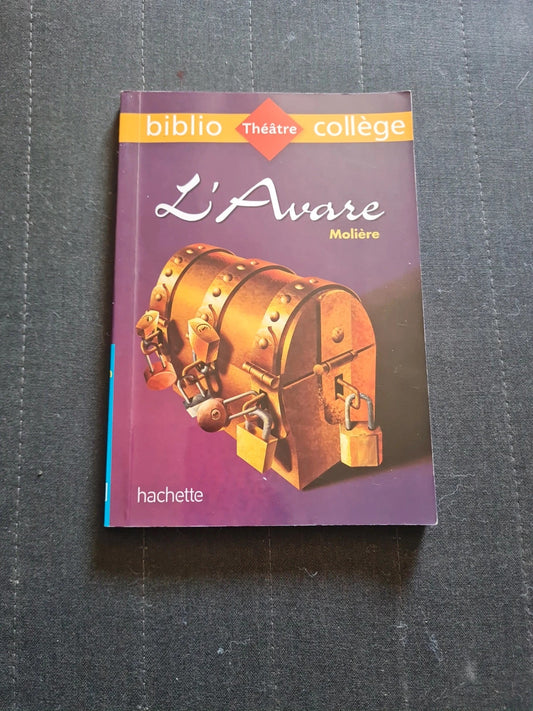 biblio Théâtre collège
L'Avare
Molière
hachette